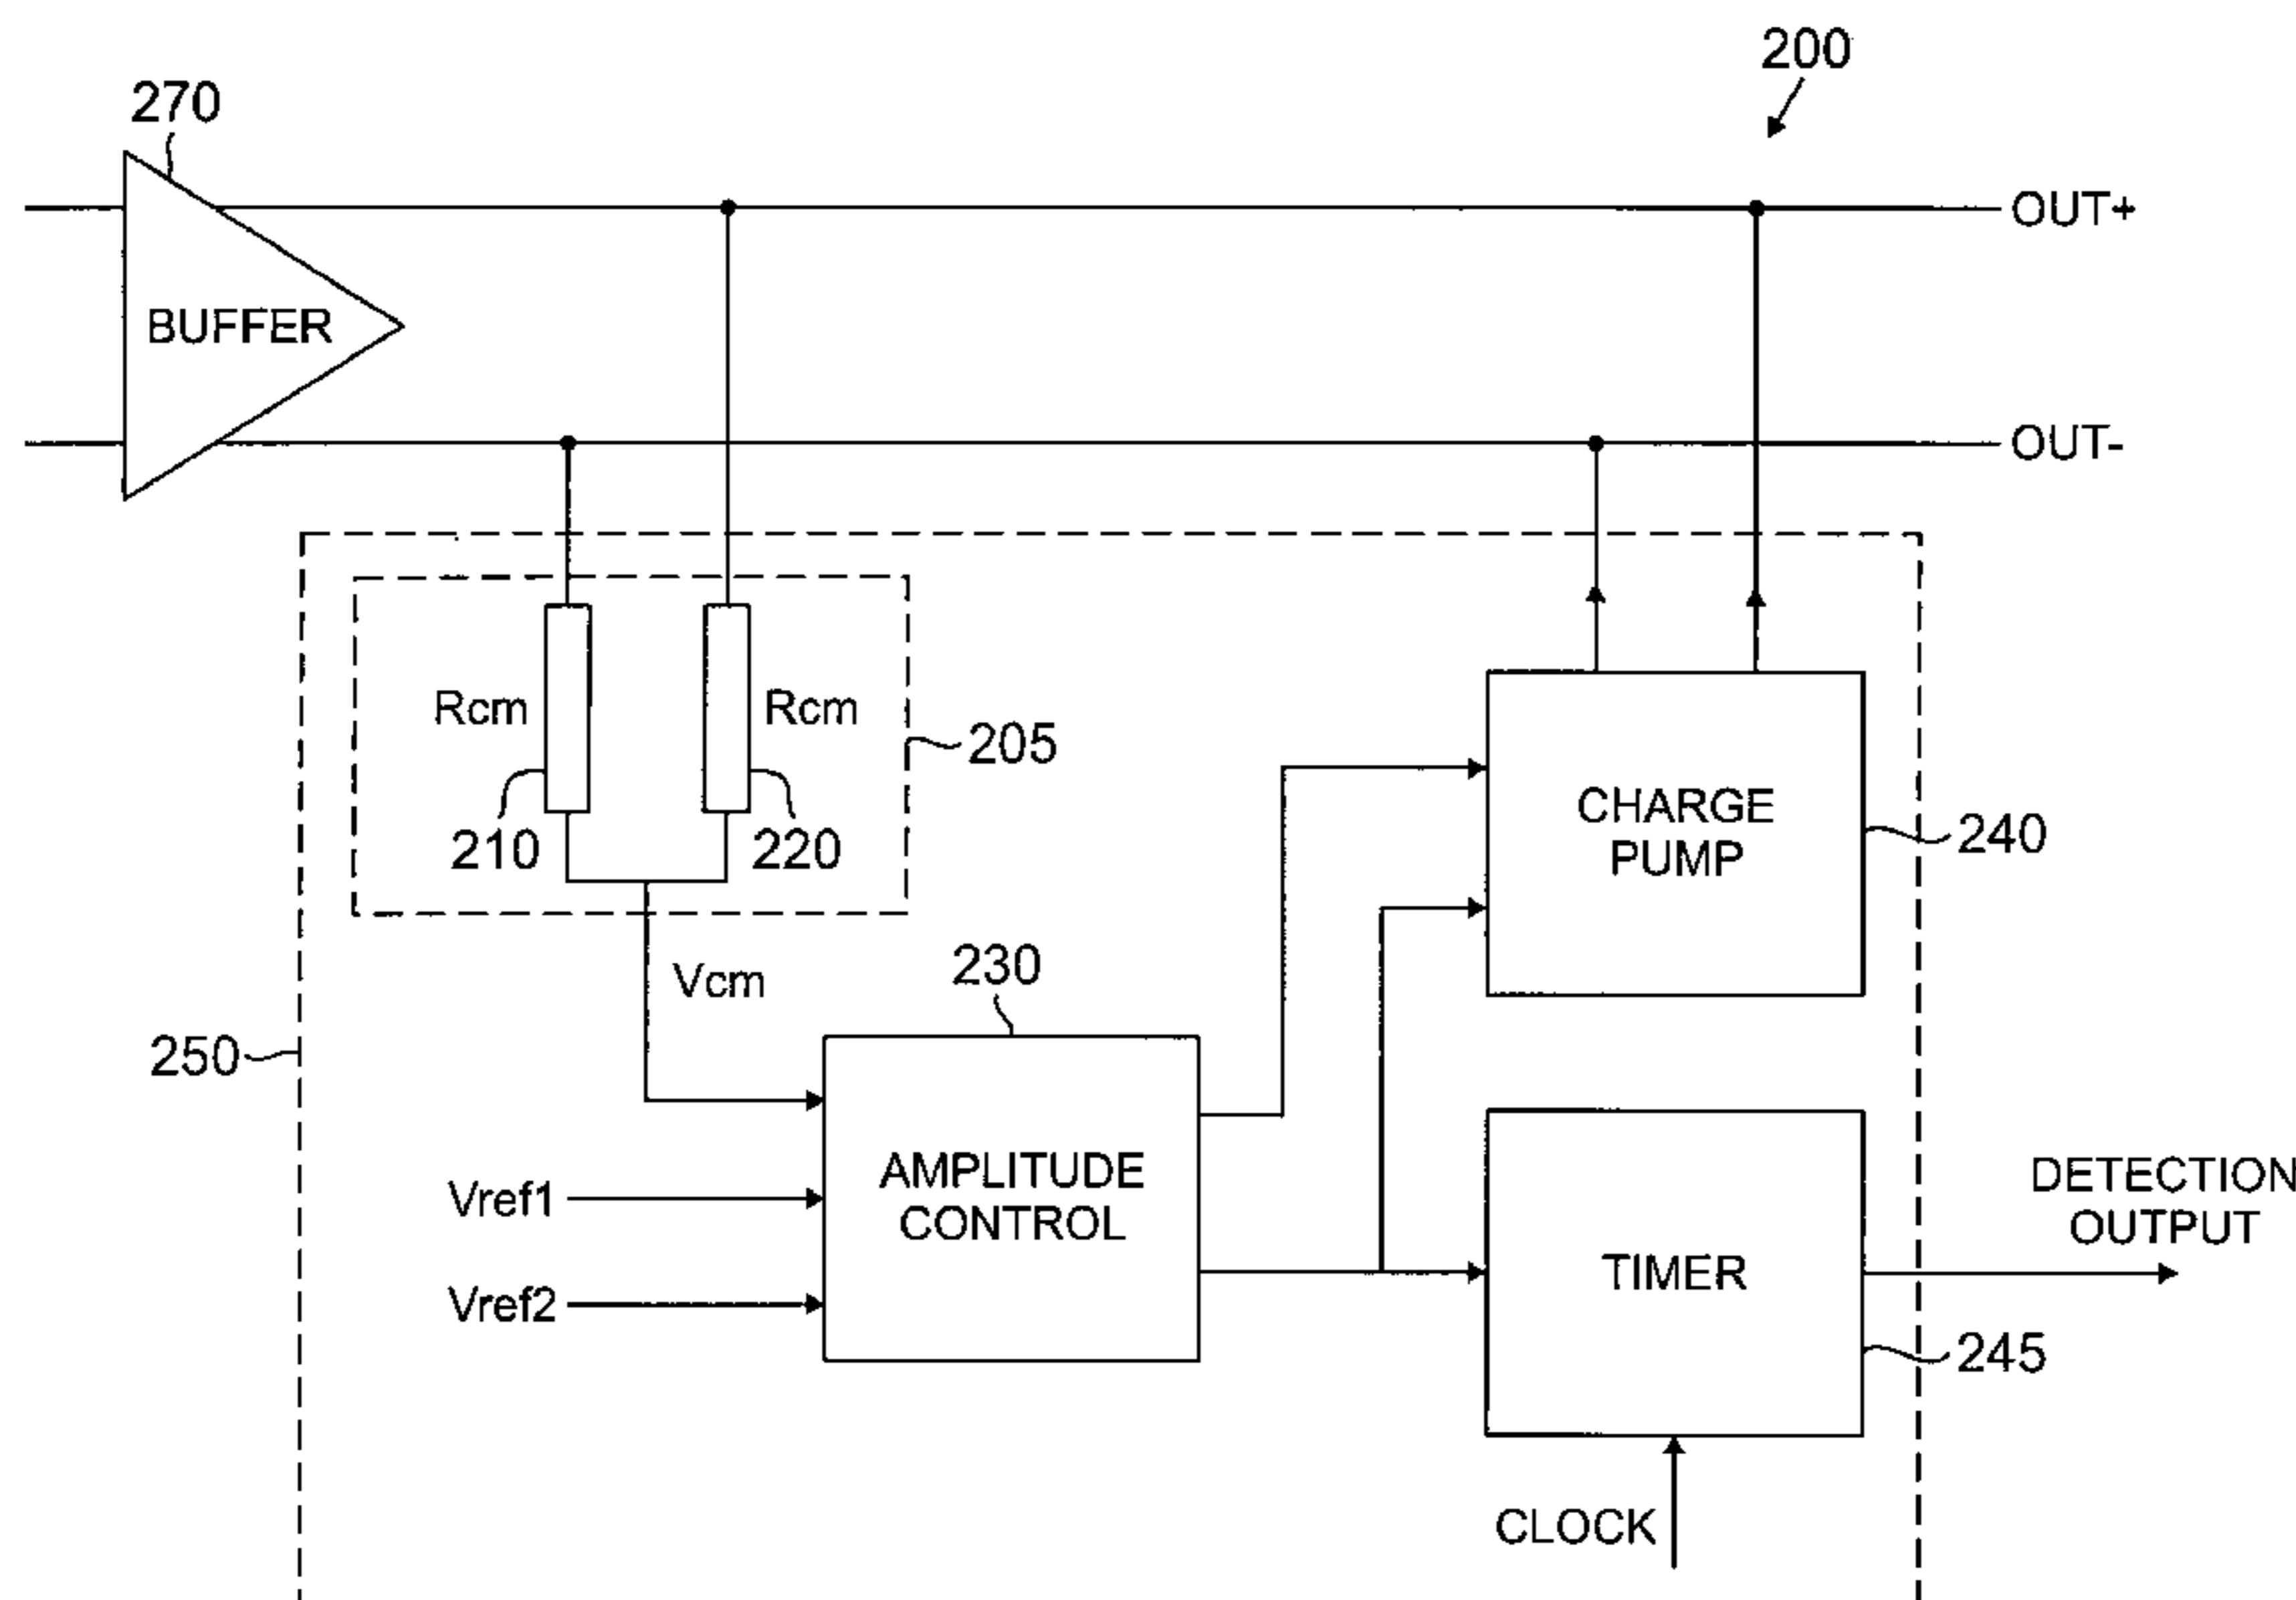 200
270
OUT+
BUFFER
OUT-
Rcm
Rcm
205
210
220
CHARGE
PUMP
240
Vcm
230
250
AMPLITUDE
CONTROL
Vref1
Vref2
TIMER
DETECTION
OUTPUT
245
CLOCK